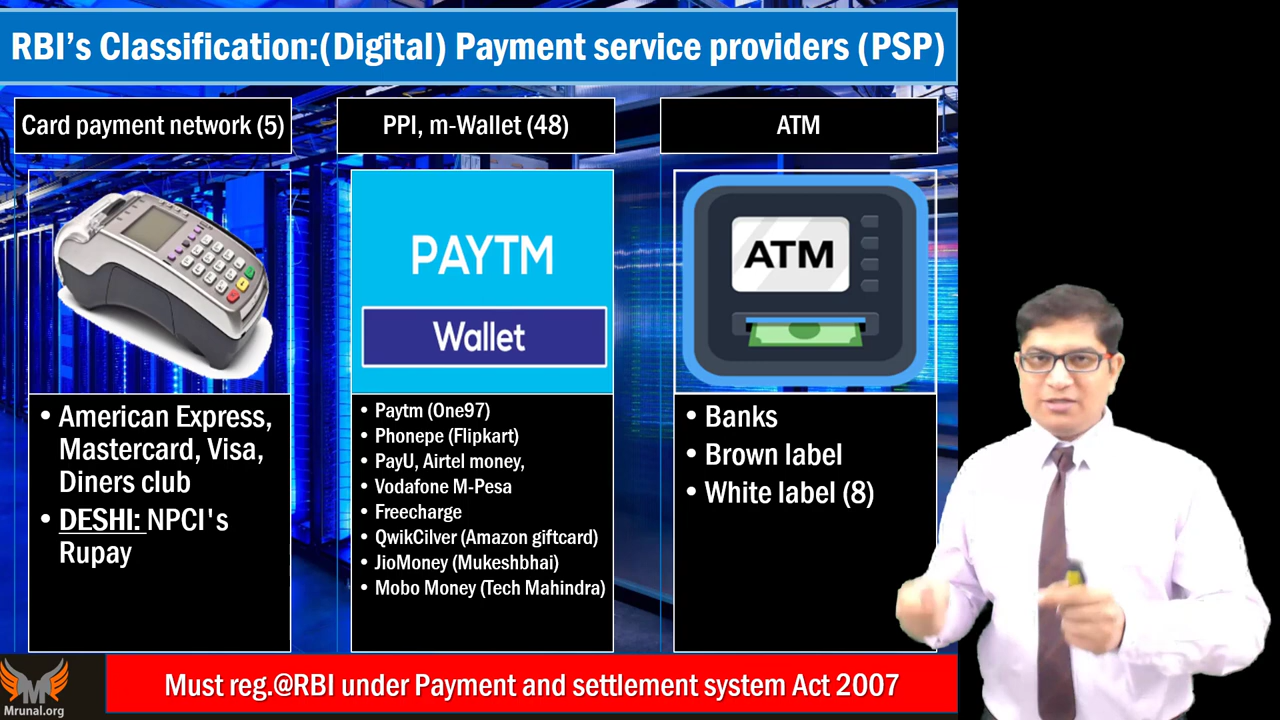 RBI’s Classification:(Digital) Payment service providers (PSP)
Card payment network (5)
PPI, m-Wallet (48)
ATM
PAYTM
Wallet
ATM
• American Express,
Mastercard, Visa,
Diners club
• DESHI: NPCI's
Rupay
• Paytm (One97)
• Phonepe (Flipkart)
• PayU, Airtel money,
• Vodafone M-Pesa
• Freecharge
• QwikCilver (Amazon giftcard)
• JioMoney (Mukeshbhai)
• Mobo Money (Tech Mahindra)
• Banks
• Brown label
• White label (8)
Must reg.@RBI under Payment and settlement system Act 2007
Mrunal.org